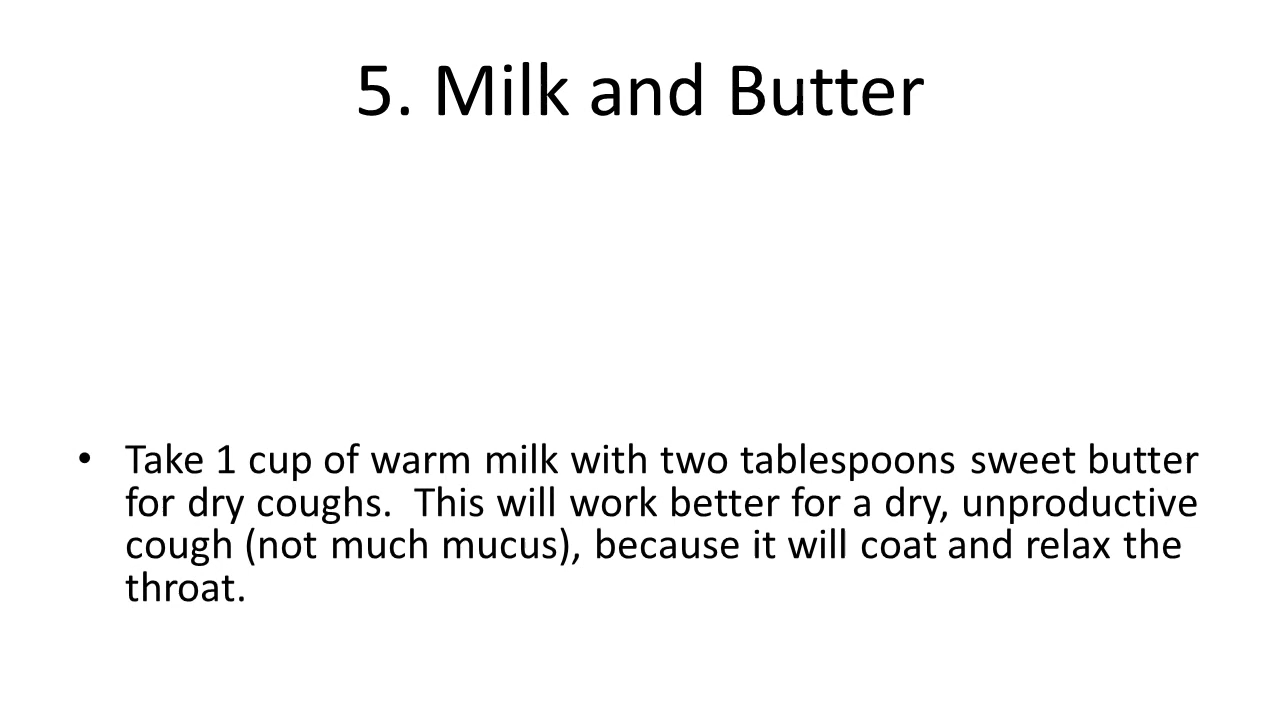 5. Milk and Butter
• Take 1 cup of warm milk with two tablespoons sweet butter
for dry coughs.  This will work better for a dry, unproductive
cough (not much mucus), because it will coat and relax the
throat.